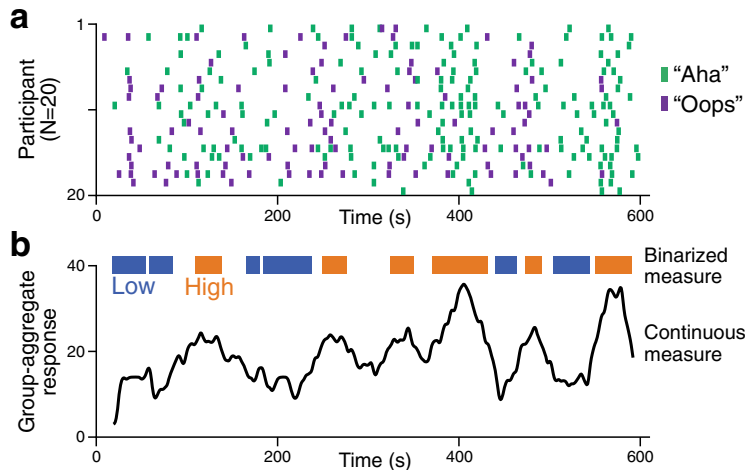 a
1
20
Participant
(N=20)
"Aha"
"Oops"
0
200
400
600
Time (s)
b
40
20
0
Group-aggregate
response
Low
High
Binarized
measure
Continuous
measure
0
200
400
600
Time (s)